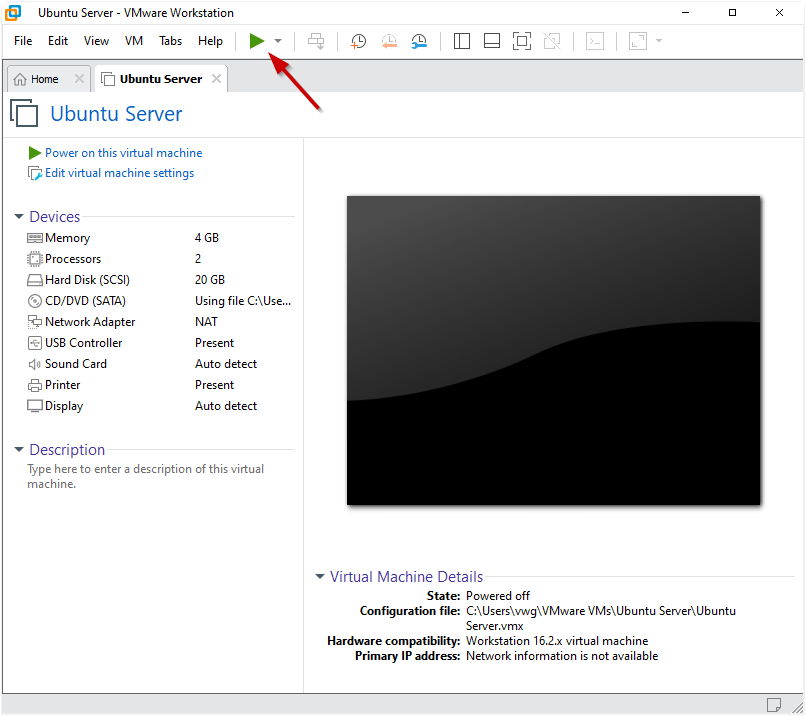 Ubuntu Server - VMware Workstation
File Edit View VM Tabs Help
Home Ubuntu Server
Ubuntu Server
Power on this virtual machine
Edit virtual machine settings
Devices
Memory 4 GB
Processors 2
Hard Disk (SCSI) 20 GB
CD/DVD (SATA) Using file C:\Use...
Network Adapter NAT
USB Controller Present
Sound Card Auto detect
Printer Present
Display Auto detect
Description
Type here to enter a description of this virtual
machine.
Virtual Machine Details
State: Powered off
Configuration file: C:\Users\vwg\VMware VMs\Ubuntu Server\Ubuntu
Server.vmx
Hardware compatibility: Workstation 16.2.x virtual machine
Primary IP address: Network information is not available